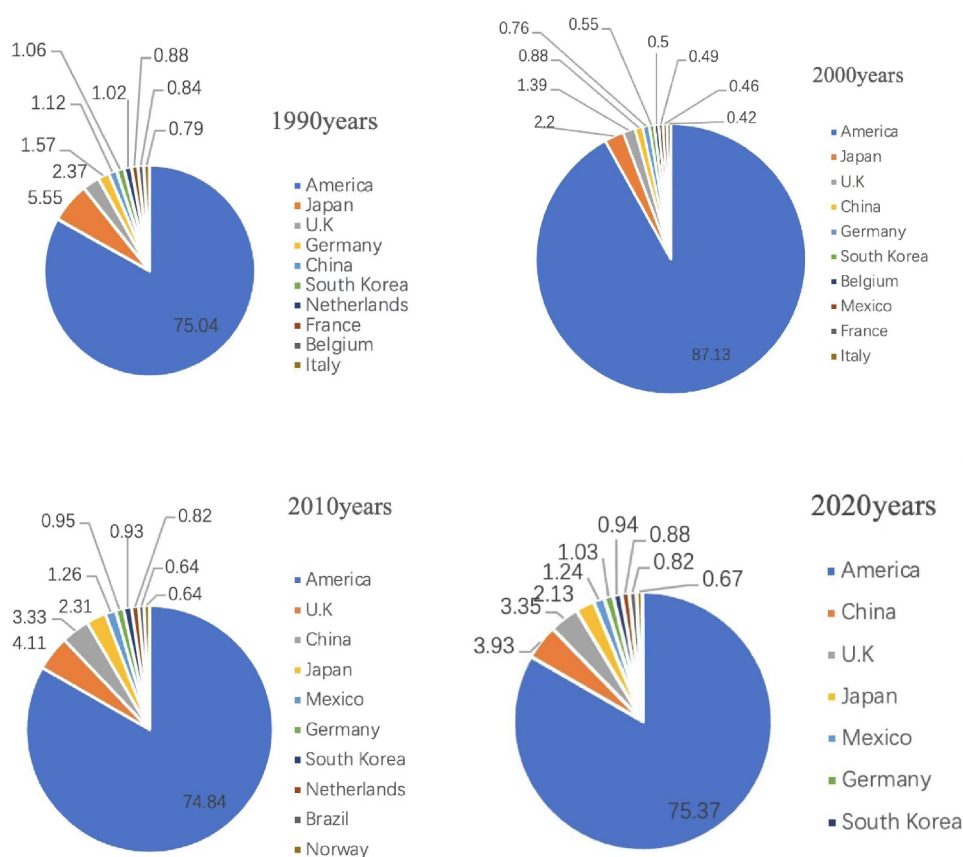 1990years
1.06
0.88
1.12
1.02
0.84
1.57
0.79
2.37
5.55
75.04
America
Japan
U.K
Germany
China
South Korea
Netherlands
France
Belgium
Italy
2000years
0.76
0.55
0.5
0.88
0.49
1.39
0.46
2.2
0.42
87.13
America
Japan
U.K
China
Germany
South Korea
Belgium
Mexico
France
Italy
2010years
0.95
0.93
0.82
1.26
0.64
3.33
2.31
0.64
4.11
74.84
America
U.K
China
Japan
Mexico
Germany
South Korea
Netherlands
Brazil
Norway
2020years
0.94
1.03
0.88
1.24
0.82
2.13
0.67
3.35
3.93
75.37
America
China
U.K
Japan
Mexico
Germany
South Korea